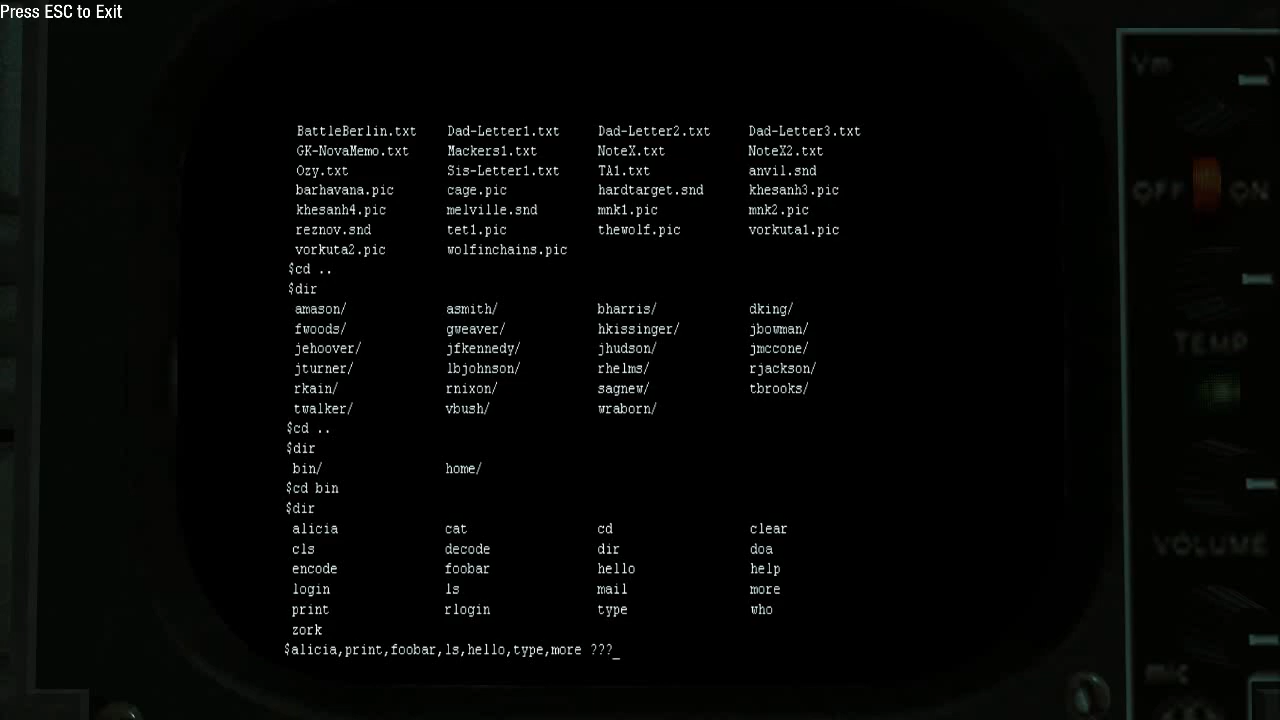 Press ESC to Exit
BattleBerlin.txt Dad-Letter1.txt Dad-Letter2.txt Dad-Letter3.txt
GK-NovaMemo.txt Mackers1.txt NoteX.txt NoteX2.txt
Ozy.txt Sis-Letter1.txt TA1.txt anvil.snd
barhavana.pic cage.pic hardtarget.snd khesanh3.pic
khesanh4.pic melville.snd mnk1.pic mnk2.pic
reznov.snd tet1.pic thewolf.pic vorkuta1.pic
vorkuta2.pic wolfinchains.pic
$cd ..
$dir
amason/ asmith/ bharris/ dking/
fwoods/ gweaver/ hkissinger/ jbowman/
jehoover/ jfkennedy/ jhudson/ jmccone/
jturner/ lbjohnson/ rhelms/ rjackson/
rkain/ rnixon/ sagnew/ tbrooks/
twalker/ vbush/ wraborn/
$cd ..
$dir
bin/ home/
$cd bin
$dir
alicia cat cd clear
cls decode dir doa
encode foobar hello help
login ls mail more
print rlogin type who
zork
$alicia,print,foobar,ls,hello,type,more ???_
Vm
OFF ON
TEMP
VOLUME
mic